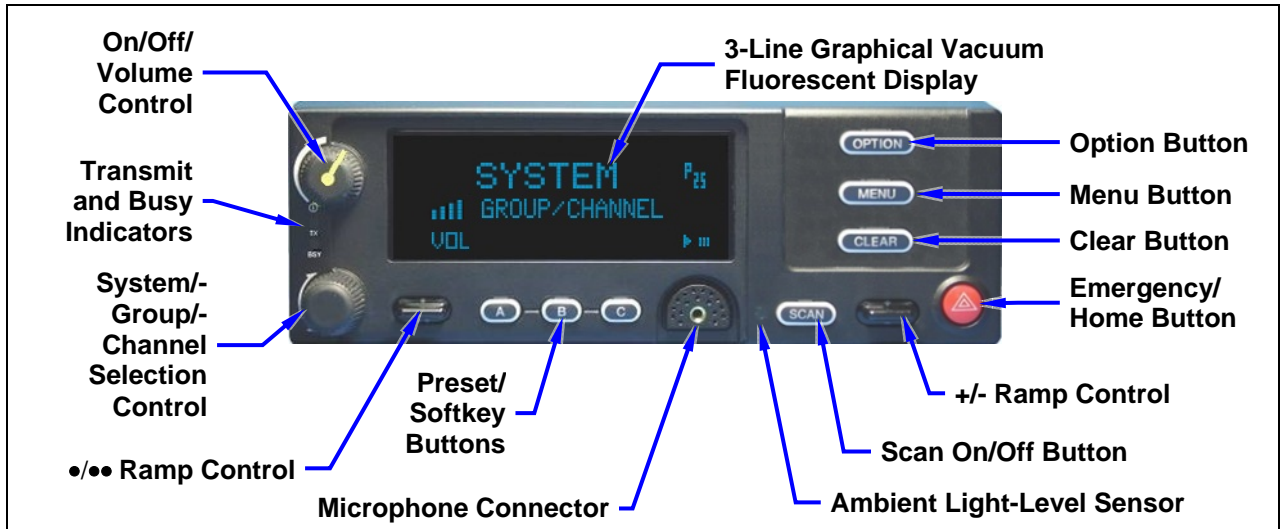 On/Off/
Volume
Control
3-Line Graphical Vacuum
Fluorescent Display
Transmit
and Busy
Indicators
System/-
Group/-
Channel
Selection
Control
●/●● Ramp Control
Preset/
Softkey
Buttons
Microphone Connector
Option Button
Menu Button
Clear Button
Emergency/
Home Button
+/- Ramp Control
Scan On/Off Button
Ambient Light-Level Sensor
TX
BSY
SYSTEM
P25
GROUP/CHANNEL
VOL
A
B
C
OPTION
MENU
CLEAR
SCAN